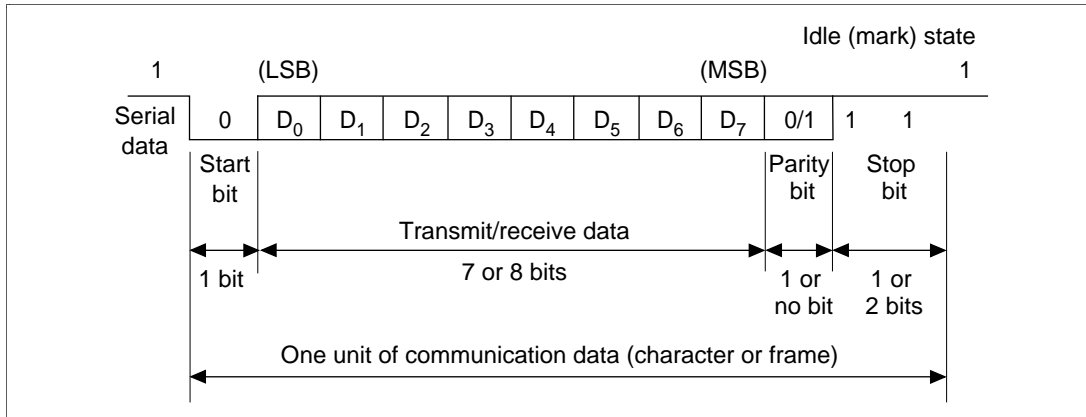 Idle (mark) state
1 (LSB) (MSB) 1
Serial data 0 D₀ D₁ D₂ D₃ D₄ D₅ D₆ D₇ 0/1 1 1
Start bit Parity bit Stop bit
Transmit/receive data
1 bit 7 or 8 bits 1 or no bit 1 or 2 bits
One unit of communication data (character or frame)